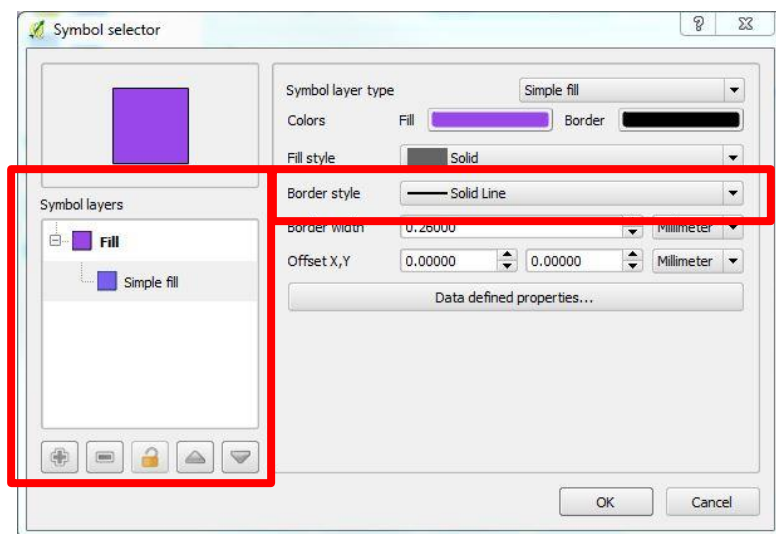 Symbol selector
Symbol layer type Simple fill
Colors Fill Border
Fill style Solid
Border style Solid Line
Border width 0.26000 Millimeter
Offset X,Y 0.00000 0.00000 Millimeter
Data defined properties...
Symbol layers
Fill
Simple fill
OK Cancel